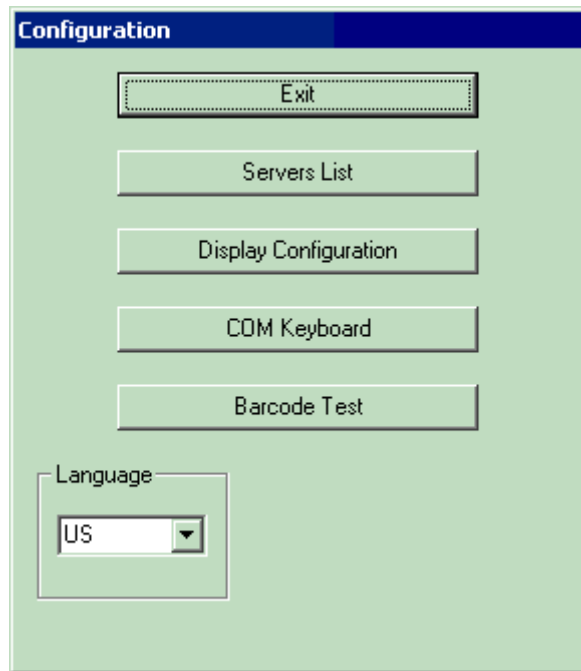 Configuration
Exit
Servers List
Display Configuration
COM Keyboard
Barcode Test
Language
US